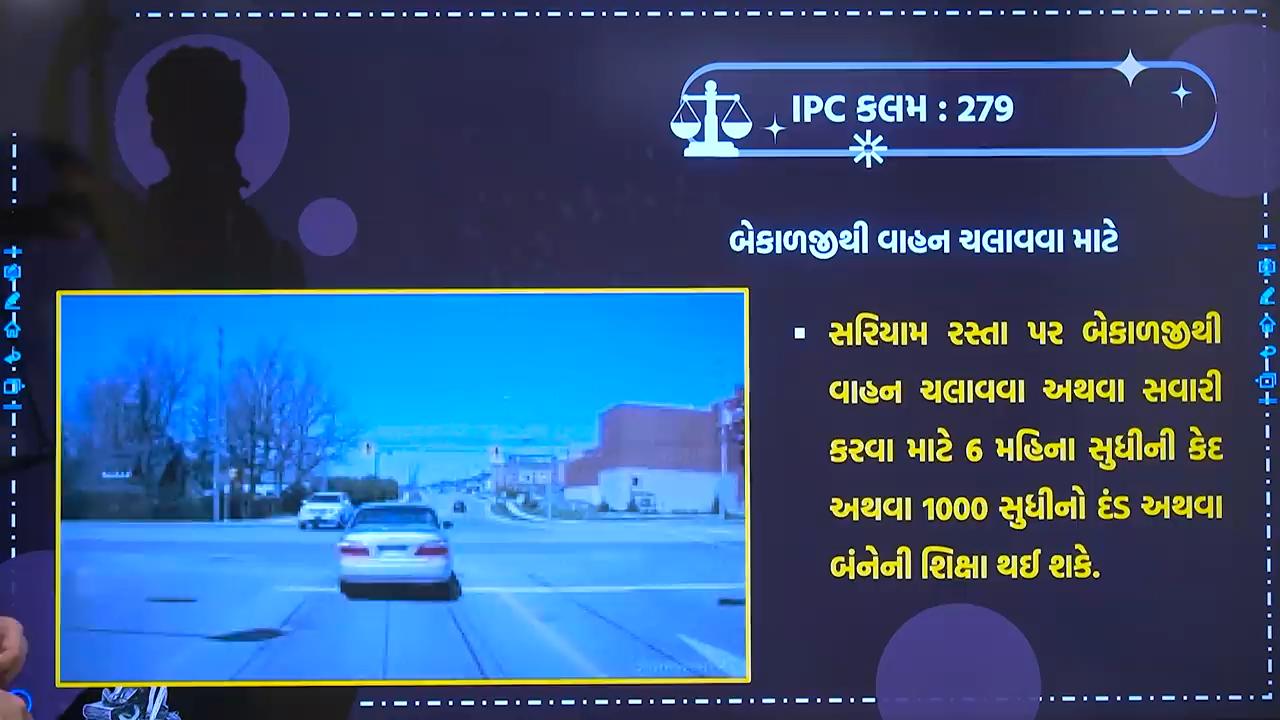 IPC કલમ : 279
બેકાળજીથી વાહન ચલાવવા માટે
▪ સરિયામ રસ્તા પર બેકાળજીથી
વાહન ચલાવવા અથવા સવારી
કરવા માટે 6 મહિના સુધીની કેદ
અથવા 1000 સુધીનો દંડ અથવા
બંનેની શિક્ષા થઈ શકે.